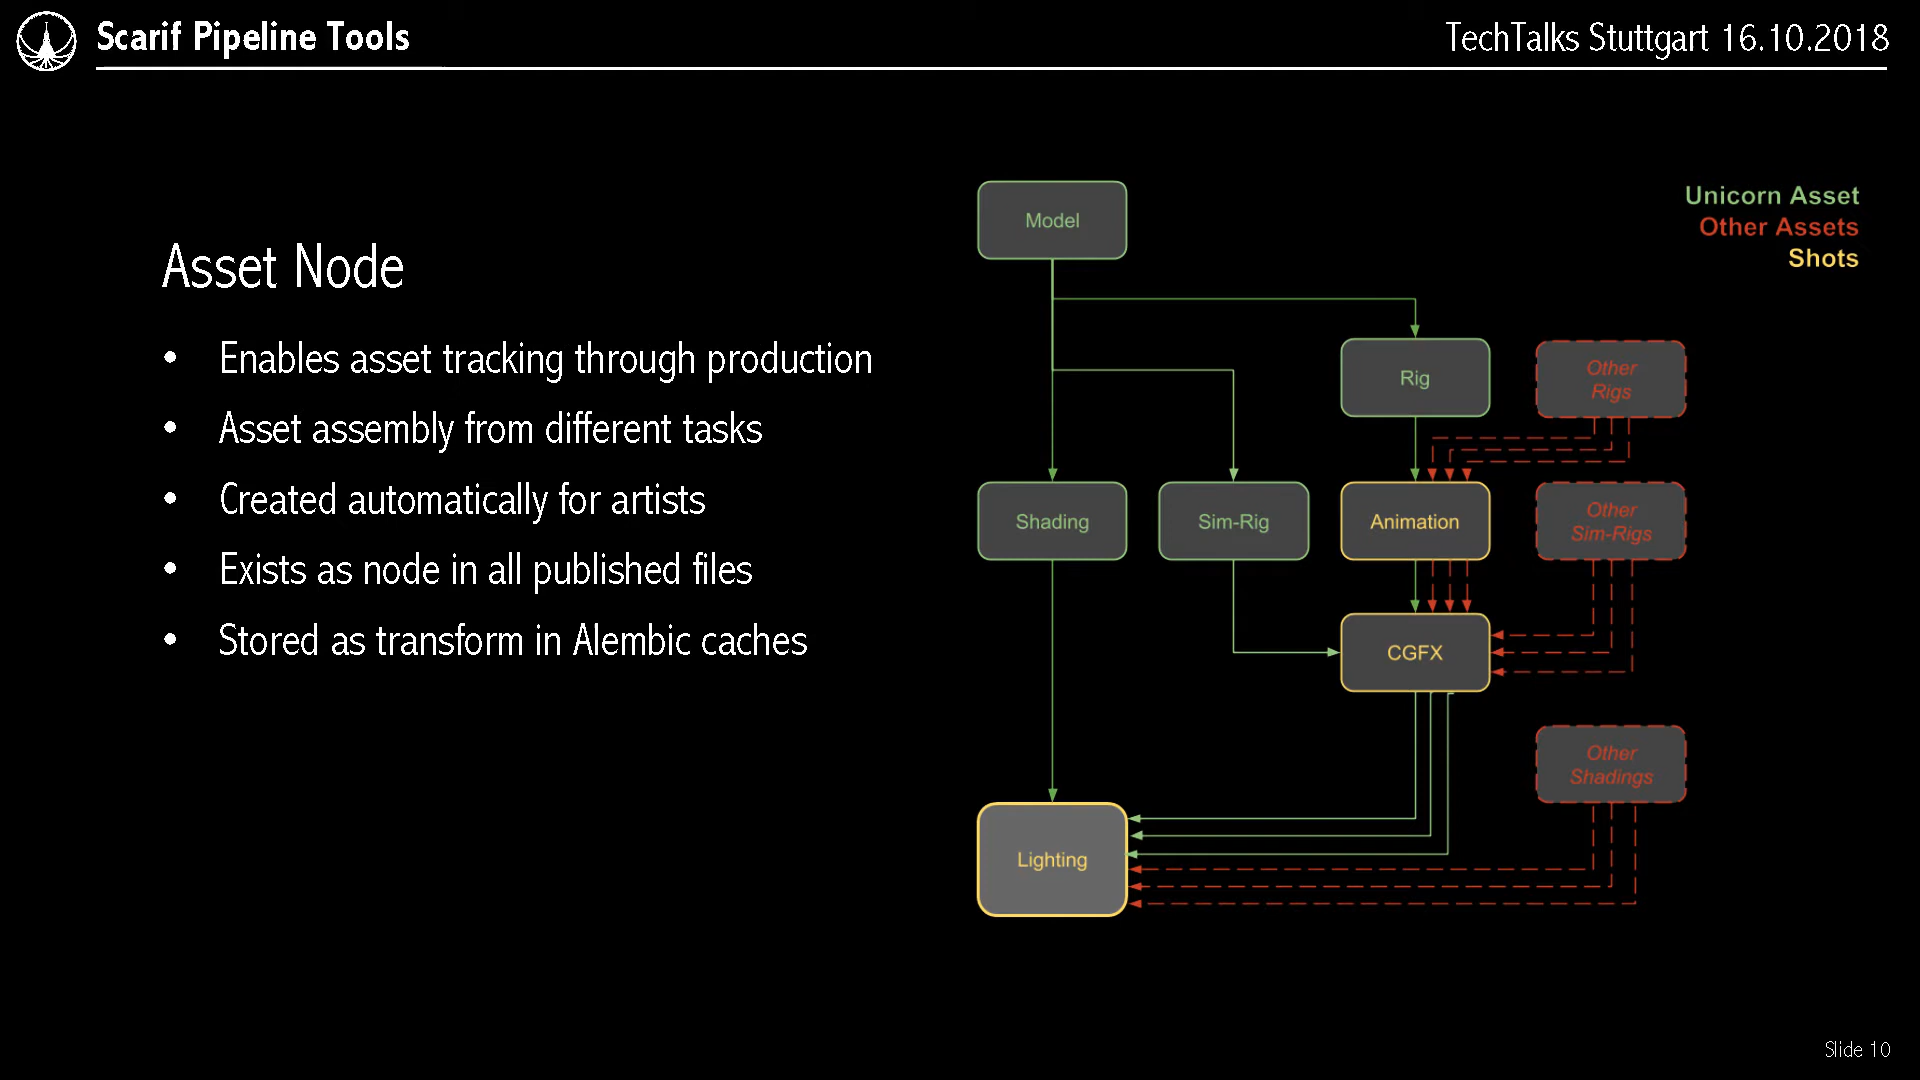 Scarif Pipeline Tools
TechTalks Stuttgart 16.10.2018
Asset Node
• Enables asset tracking through production
• Asset assembly from different tasks
• Created automatically for artists
• Exists as node in all published files
• Stored as transform in Alembic caches
Unicorn Asset
Other Assets
Shots
Model
Rig
Other
Rigs
Shading
Sim-Rig
Animation
Other
Sim-Rigs
CGFX
Other
Shadings
Lighting
Slide 10